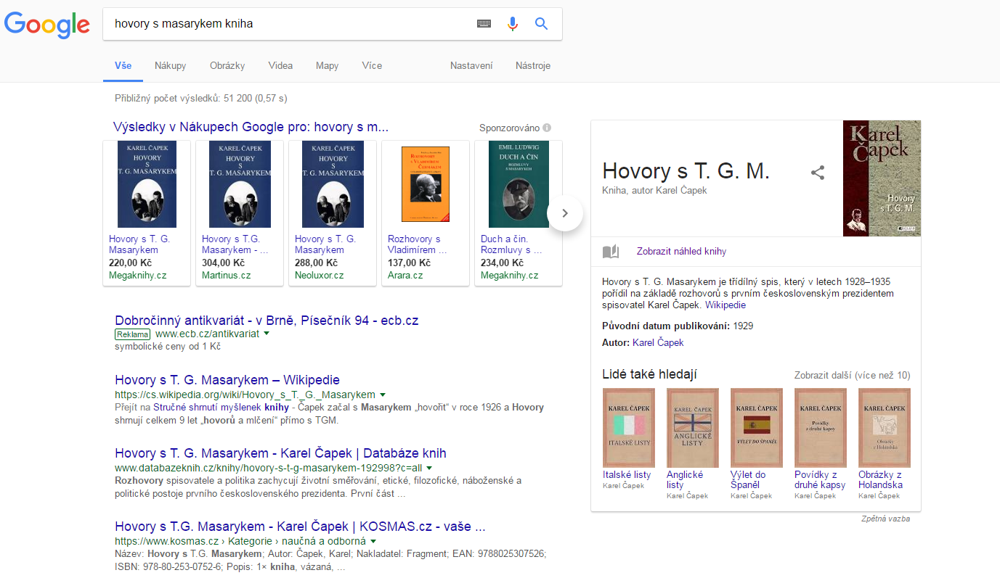 Google
hovory s masarykem kniha
Vše Nákupy Obrázky Videa Mapy Více Nastavení Nástroje
Přibližný počet výsledků: 51 200 (0,57 s)
Výsledky v Nákupech Google pro: hovory s m...
Sponzorováno
KAREL ČAPEK
HOVORY
S
T. G. MASARYKEM
Hovory s T. G.
Masarykem
220,00 Kč
Megaknihy.cz
KAREL ČAPEK
HOVORY
S
T. G. MASARYKEM
Hovory s T.G.
Masarykem - ...
304,00 Kč
Martinus.cz
KAREL ČAPEK
HOVORY
S
T. G. MASARYKEM
Hovory s T. G.
Masarykem
288,00 Kč
Neoluxor.cz
ROZHOVORY
S VLADIMÍREM
Rozhovory s
Vladimírem ...
137,00 Kč
Arara.cz
EMIL LUDWIG
DUCH A ČIN
ROZMLUVY
S MASARYKEM
Duch a čin.
Rozmluvy s ...
234,00 Kč
Megaknihy.cz
Dobročinný antikvariát - v Brně, Písečník 94 - ecb.cz
Reklama www.ecb.cz/antikvariat
symbolické ceny od 1 Kč
Hovory s T. G. Masarykem – Wikipedie
https://cs.wikipedia.org/wiki/Hovory_s_T._G._Masarykem
Přejít na Stručné shrnutí myšlenek knihy - Čapek začal s Masarykem „hovořit“ v roce 1926 a Hovory
shrnují celkem 9 let „hovorů a mlčení“ přímo s TGM.
Hovory s T. G. Masarykem - Karel Čapek | Databáze knih
www.databazeknih.cz/knihy/hovory-s-t-g-masarykem-192998?c=all
Rozhovory spisovatele a politika zachycují životní směřování, etické, filozofické, náboženské a
politické postoje prvního československého prezidenta. První část ...
Hovory s T.G. Masarykem - Karel Čapek | KOSMAS.cz - vaše ...
https://www.kosmas.cz › Kategorie › naučná a odborná
Název: Hovory s T.G. Masarykem; Autor: Čapek, Karel; Nakladatel: Fragment; EAN: 9788025307526;
ISBN: 978-80-253-0752-6; Popis: 1× kniha, vázaná, ...
Hovory s T. G. M.
Kniha, autor Karel Čapek
Karel
Čapek
Hovory
s T. G. M.
Zobrazit náhled knihy
Hovory s T. G. Masarykem je třídílný spis, který v letech 1928–1935
pořídil na základě rozhovorů s prvním československým prezidentem
spisovatel Karel Čapek. Wikipedie
Původní datum publikování: 1929
Autor: Karel Čapek
Lidé také hledají
Zobrazit další (více než 10)
KAREL ČAPEK
ITALSKÉ LISTY
Italské listy
Karel Čapek
KAREL ČAPEK
ANGLICKÉ
LISTY
Anglické
listy
Karel Čapek
KAREL ČAPEK
VÝLET DO ŠPANĚL
Výlet do
Španěl
Karel Čapek
KAREL ČAPEK
Povídky
z druhé kapsy
Povídky z
druhé kapsy
Karel Čapek
KAREL ČAPEK
Obrázky
z Holandska
Obrázky z
Holandska
Karel Čapek
Zpětná vazba